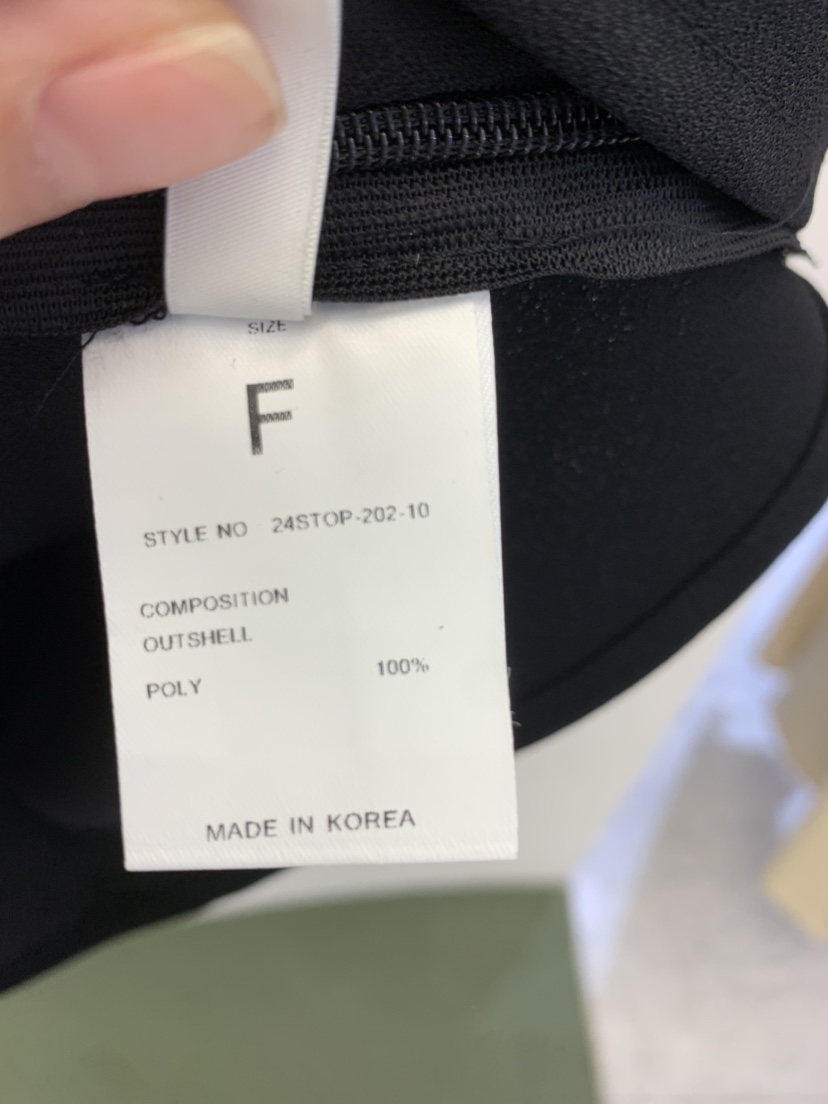 SIZE
F
STYLE NO 24STOP-202-10
COMPOSITION
OUTSHELL
POLY 100%
MADE IN KOREA